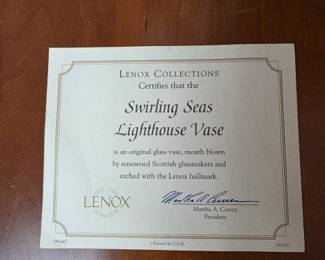 LENOX COLLECTIONS
Certifies that the
Swirling Seas
Lighthouse Vase
is an original glass vase, mouth blown
by renowned Scottish glassmakers and
etched with the Lenox hallmark.
LENOX
Martha A. Curren
President